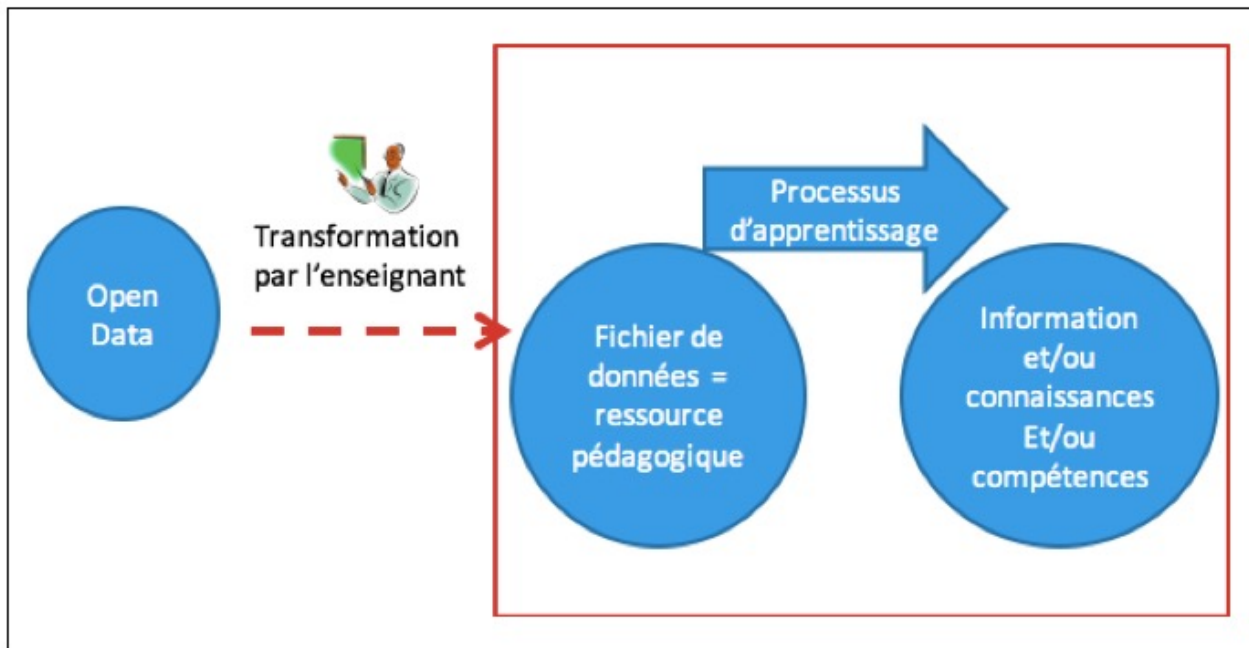 Open
Data
Transformation
par l'enseignant
Fichier de
données =
ressource
pédagogique
Processus
d'apprentissage
Information
et/ou
connaissances
Et/ou
compétences